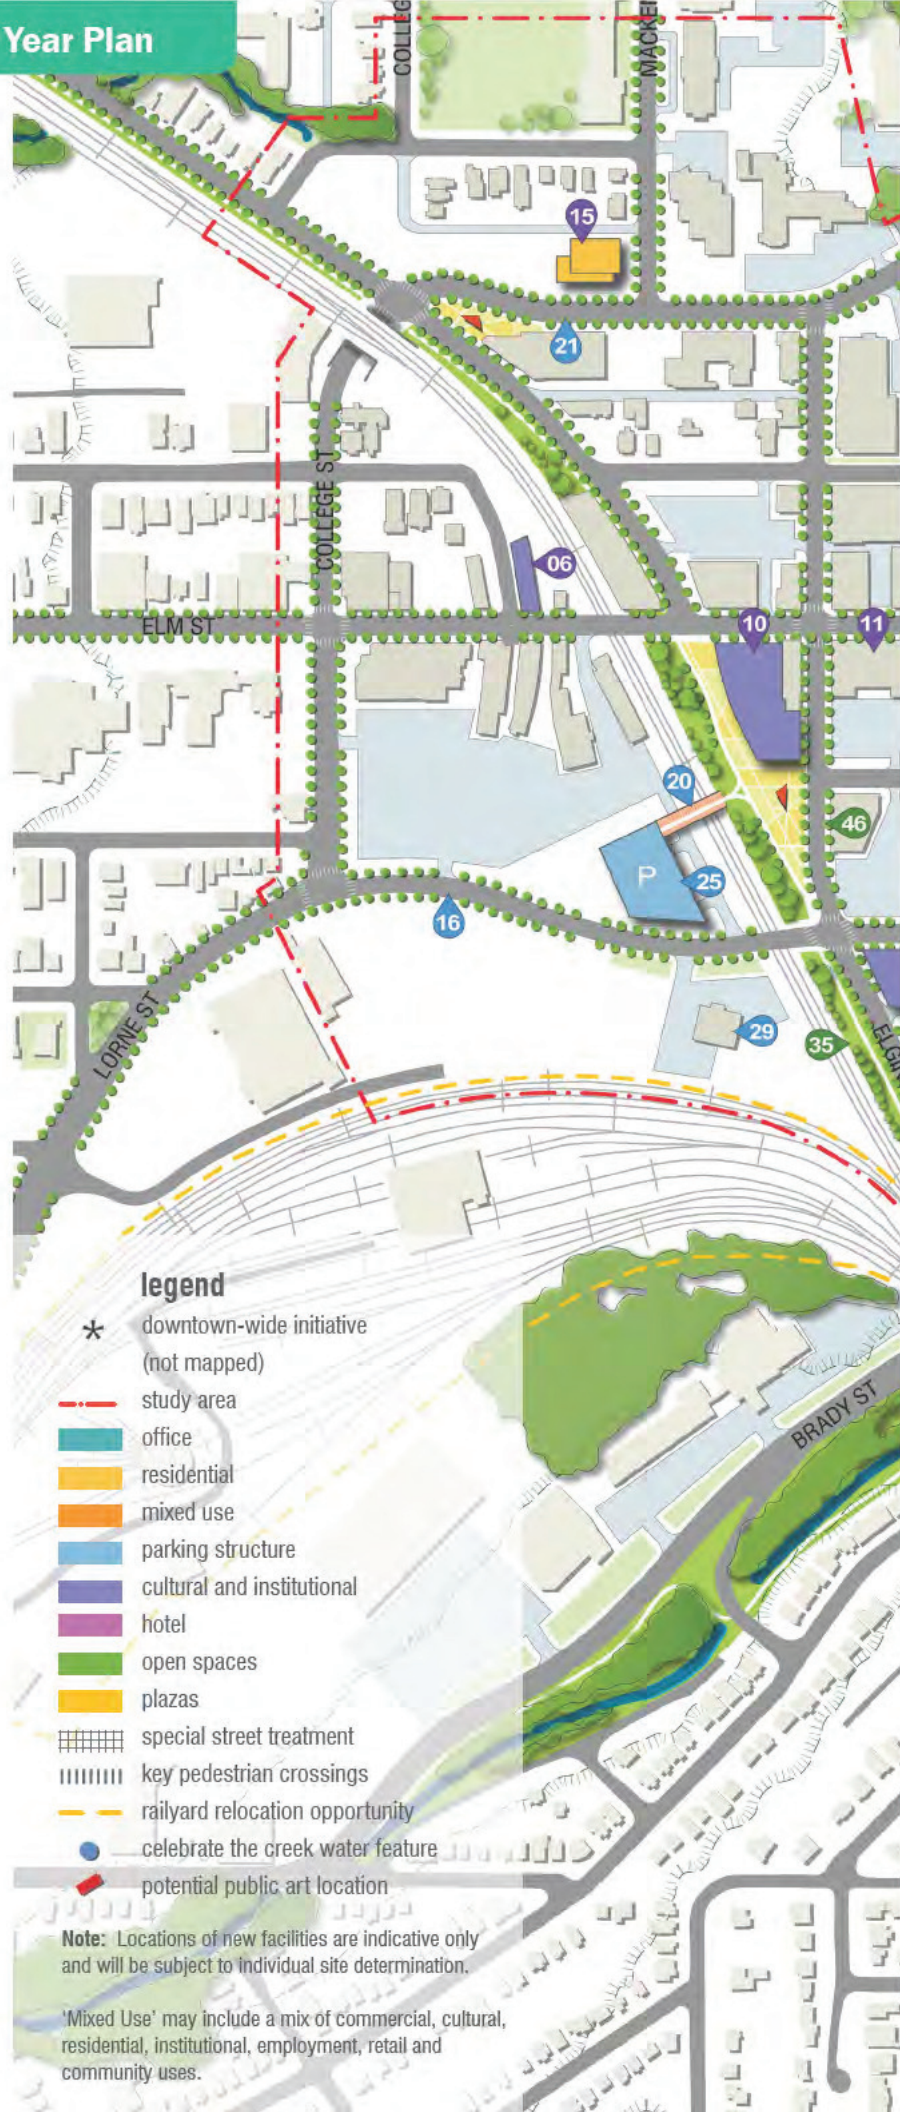 Year Plan
COLLEG
MACKEN
15
21
COLLEGE ST
06
ELM ST
10
11
20
46
P
25
16
LORNE ST
29
35
ELGIN
legend
* downtown-wide initiative
(not mapped)
study area
office
residential
mixed use
parking structure
cultural and institutional
hotel
open spaces
plazas
special street treatment
key pedestrian crossings
railyard relocation opportunity
celebrate the creek water feature
potential public art location
BRADY ST
Note: Locations of new facilities are indicative only
and will be subject to individual site determination.
'Mixed Use' may include a mix of commercial, cultural,
residential, institutional, employment, retail and
community uses.